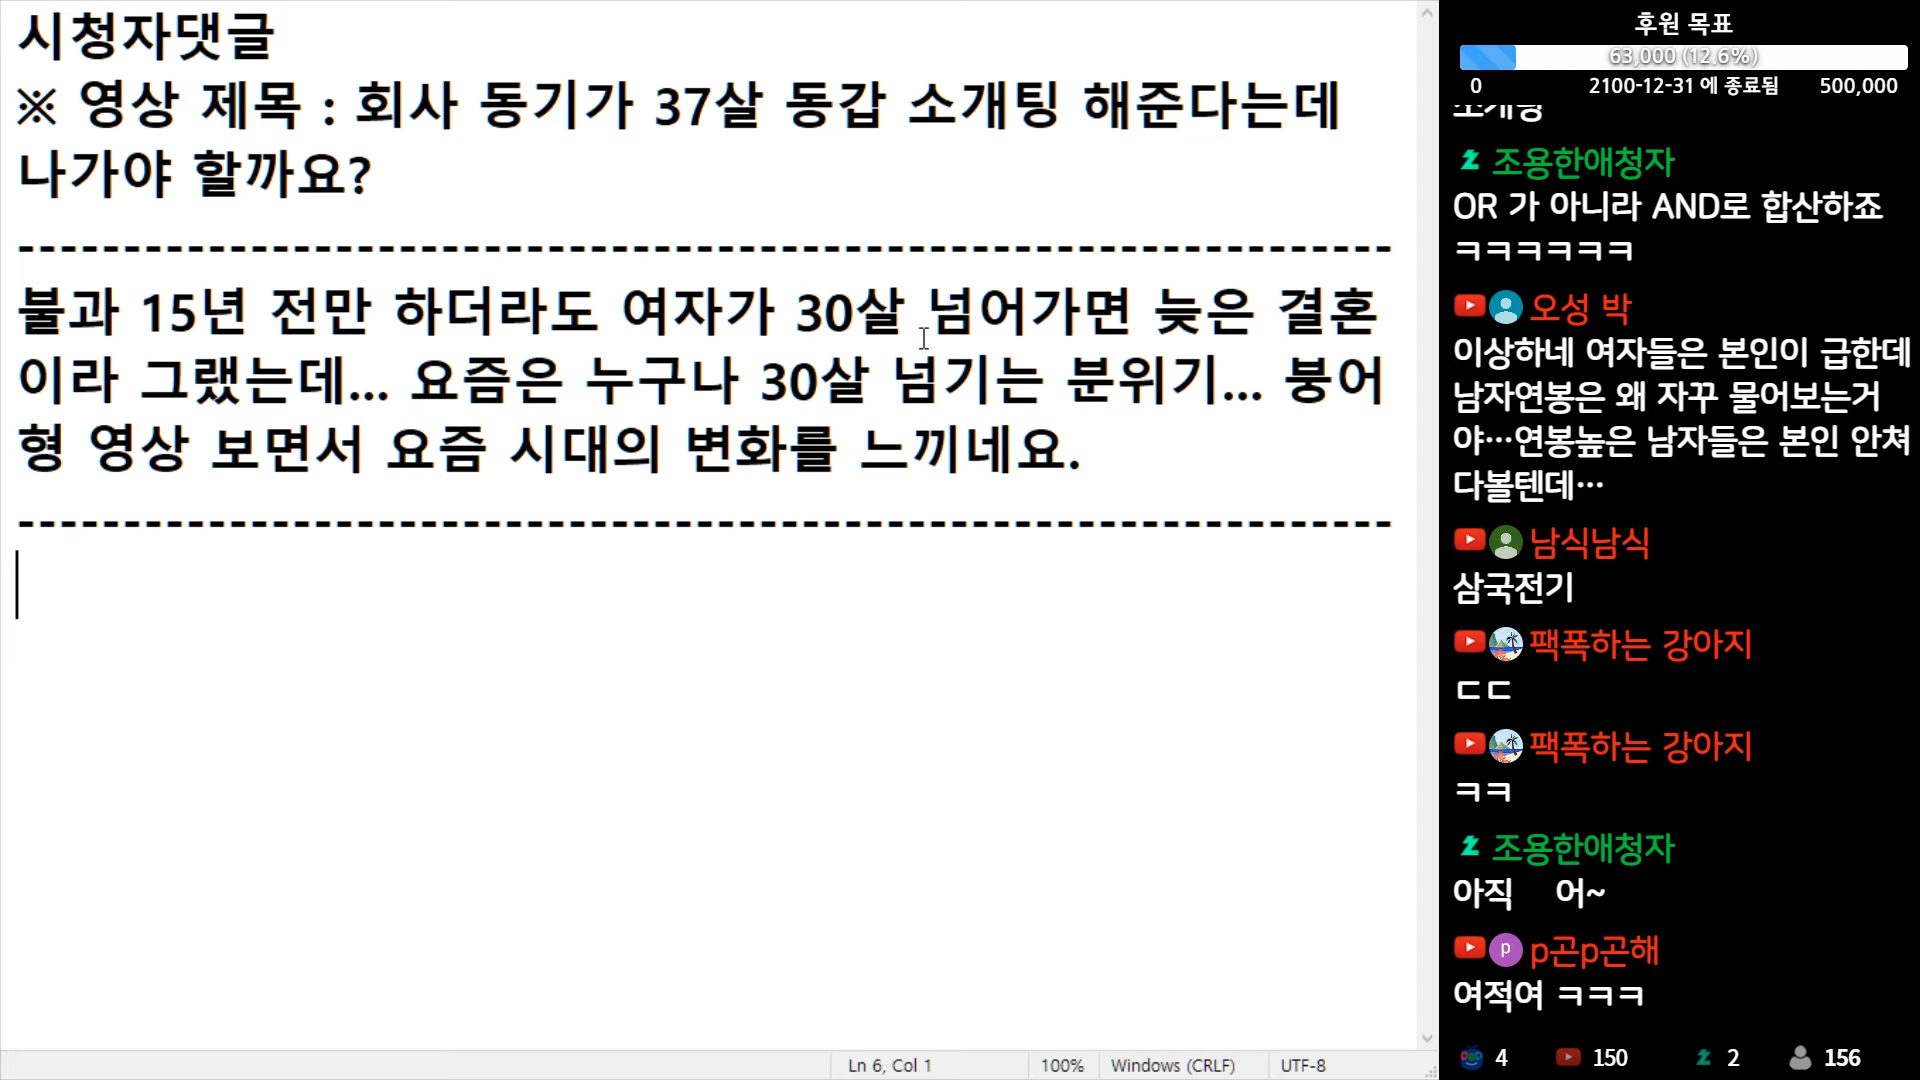 시청자댓글
※ 영상 제목 : 회사 동기가 37살 동갑 소개팅 해준다는데
나가야 할까요?
-----------------------------------------------------------------
불과 15년 전만 하더라도 여자가 30살 넘어가면 늦은 결혼
이라 그랬는데... 요즘은 누구나 30살 넘기는 분위기... 붕어
형 영상 보면서 요즘 시대의 변화를 느끼네요.
-----------------------------------------------------------------
Ln 6, Col 1
100%
Windows (CRLF)
UTF-8
후원 목표
63,000 (12.6%)
0
2100-12-31 에 종료됨
500,000
소개팅
조용한애청자
OR 가 아니라 AND로 합산하죠
ㅋㅋㅋㅋㅋㅋ
오성 박
이상하네 여자들은 본인이 급한데
남자연봉은 왜 자꾸 물어보는거
야…연봉높은 남자들은 본인 안쳐
다볼텐데…
남식남식
삼국전기
팩폭하는 강아지
ㄷㄷ
팩폭하는 강아지
ㅋㅋ
조용한애청자
아직 어~
p
p곤p곤해
여적여 ㅋㅋㅋ
4
150
2
156